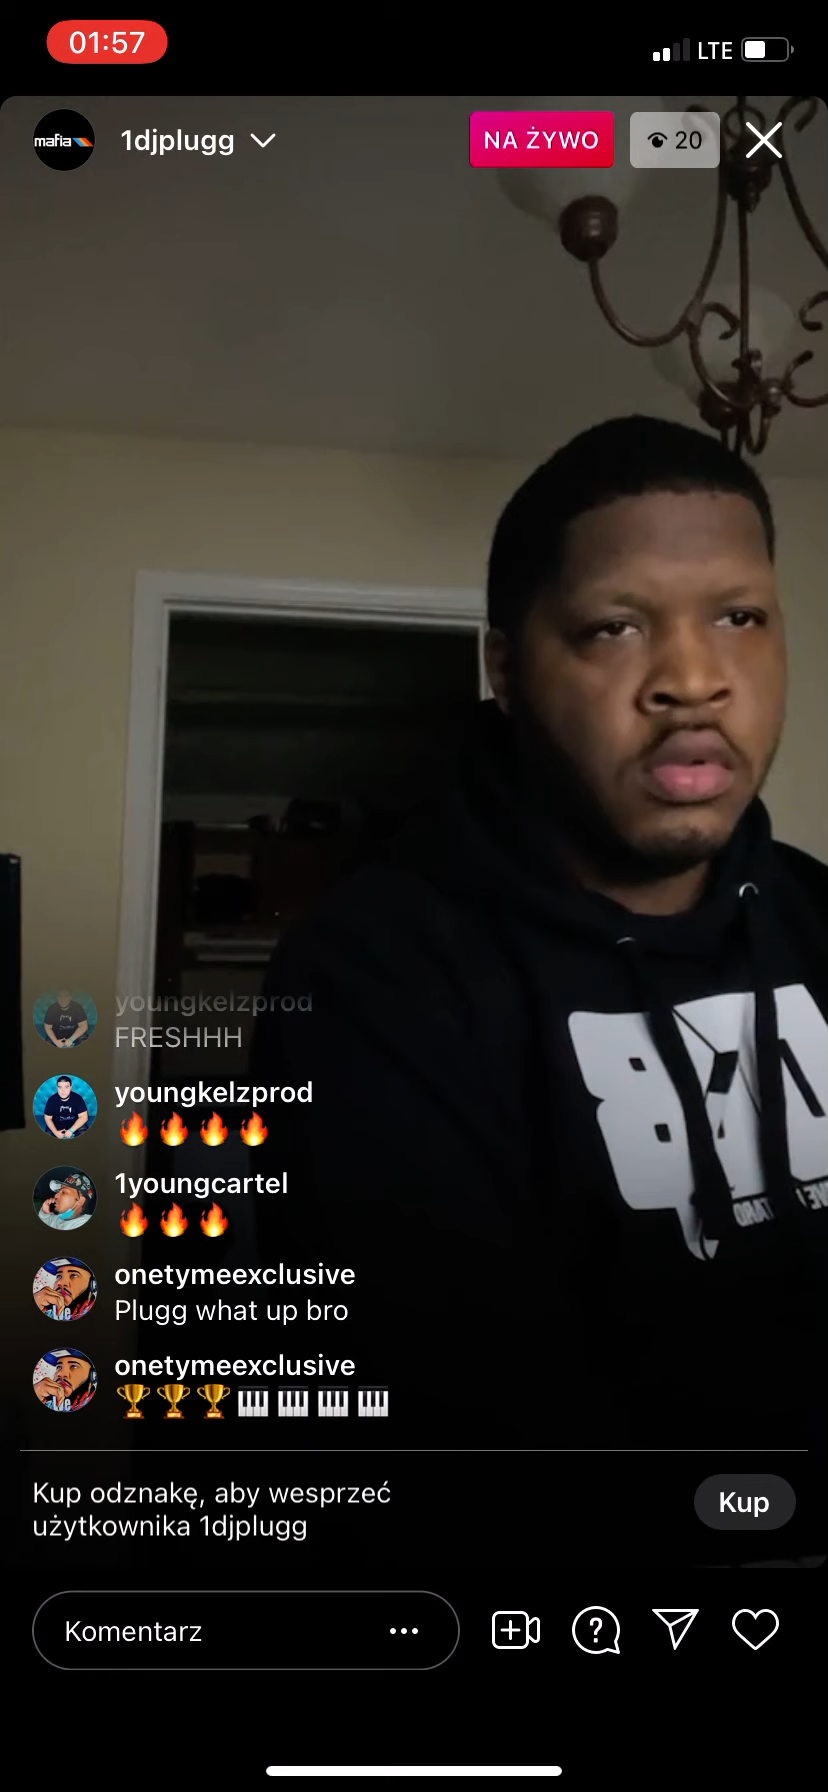 01:57
LTE
mafia
1djplugg
NA ŻYWO
20
youngkelzprod
FRESHHH
youngkelzprod
🔥🔥🔥🔥
1youngcartel
🔥🔥🔥
onetymeexclusive
Plugg what up bro
onetymeexclusive
🏆🏆🏆🎹🎹🎹🎹
Kup odznakę, aby wesprzeć
użytkownika 1djplugg
Kup
Komentarz